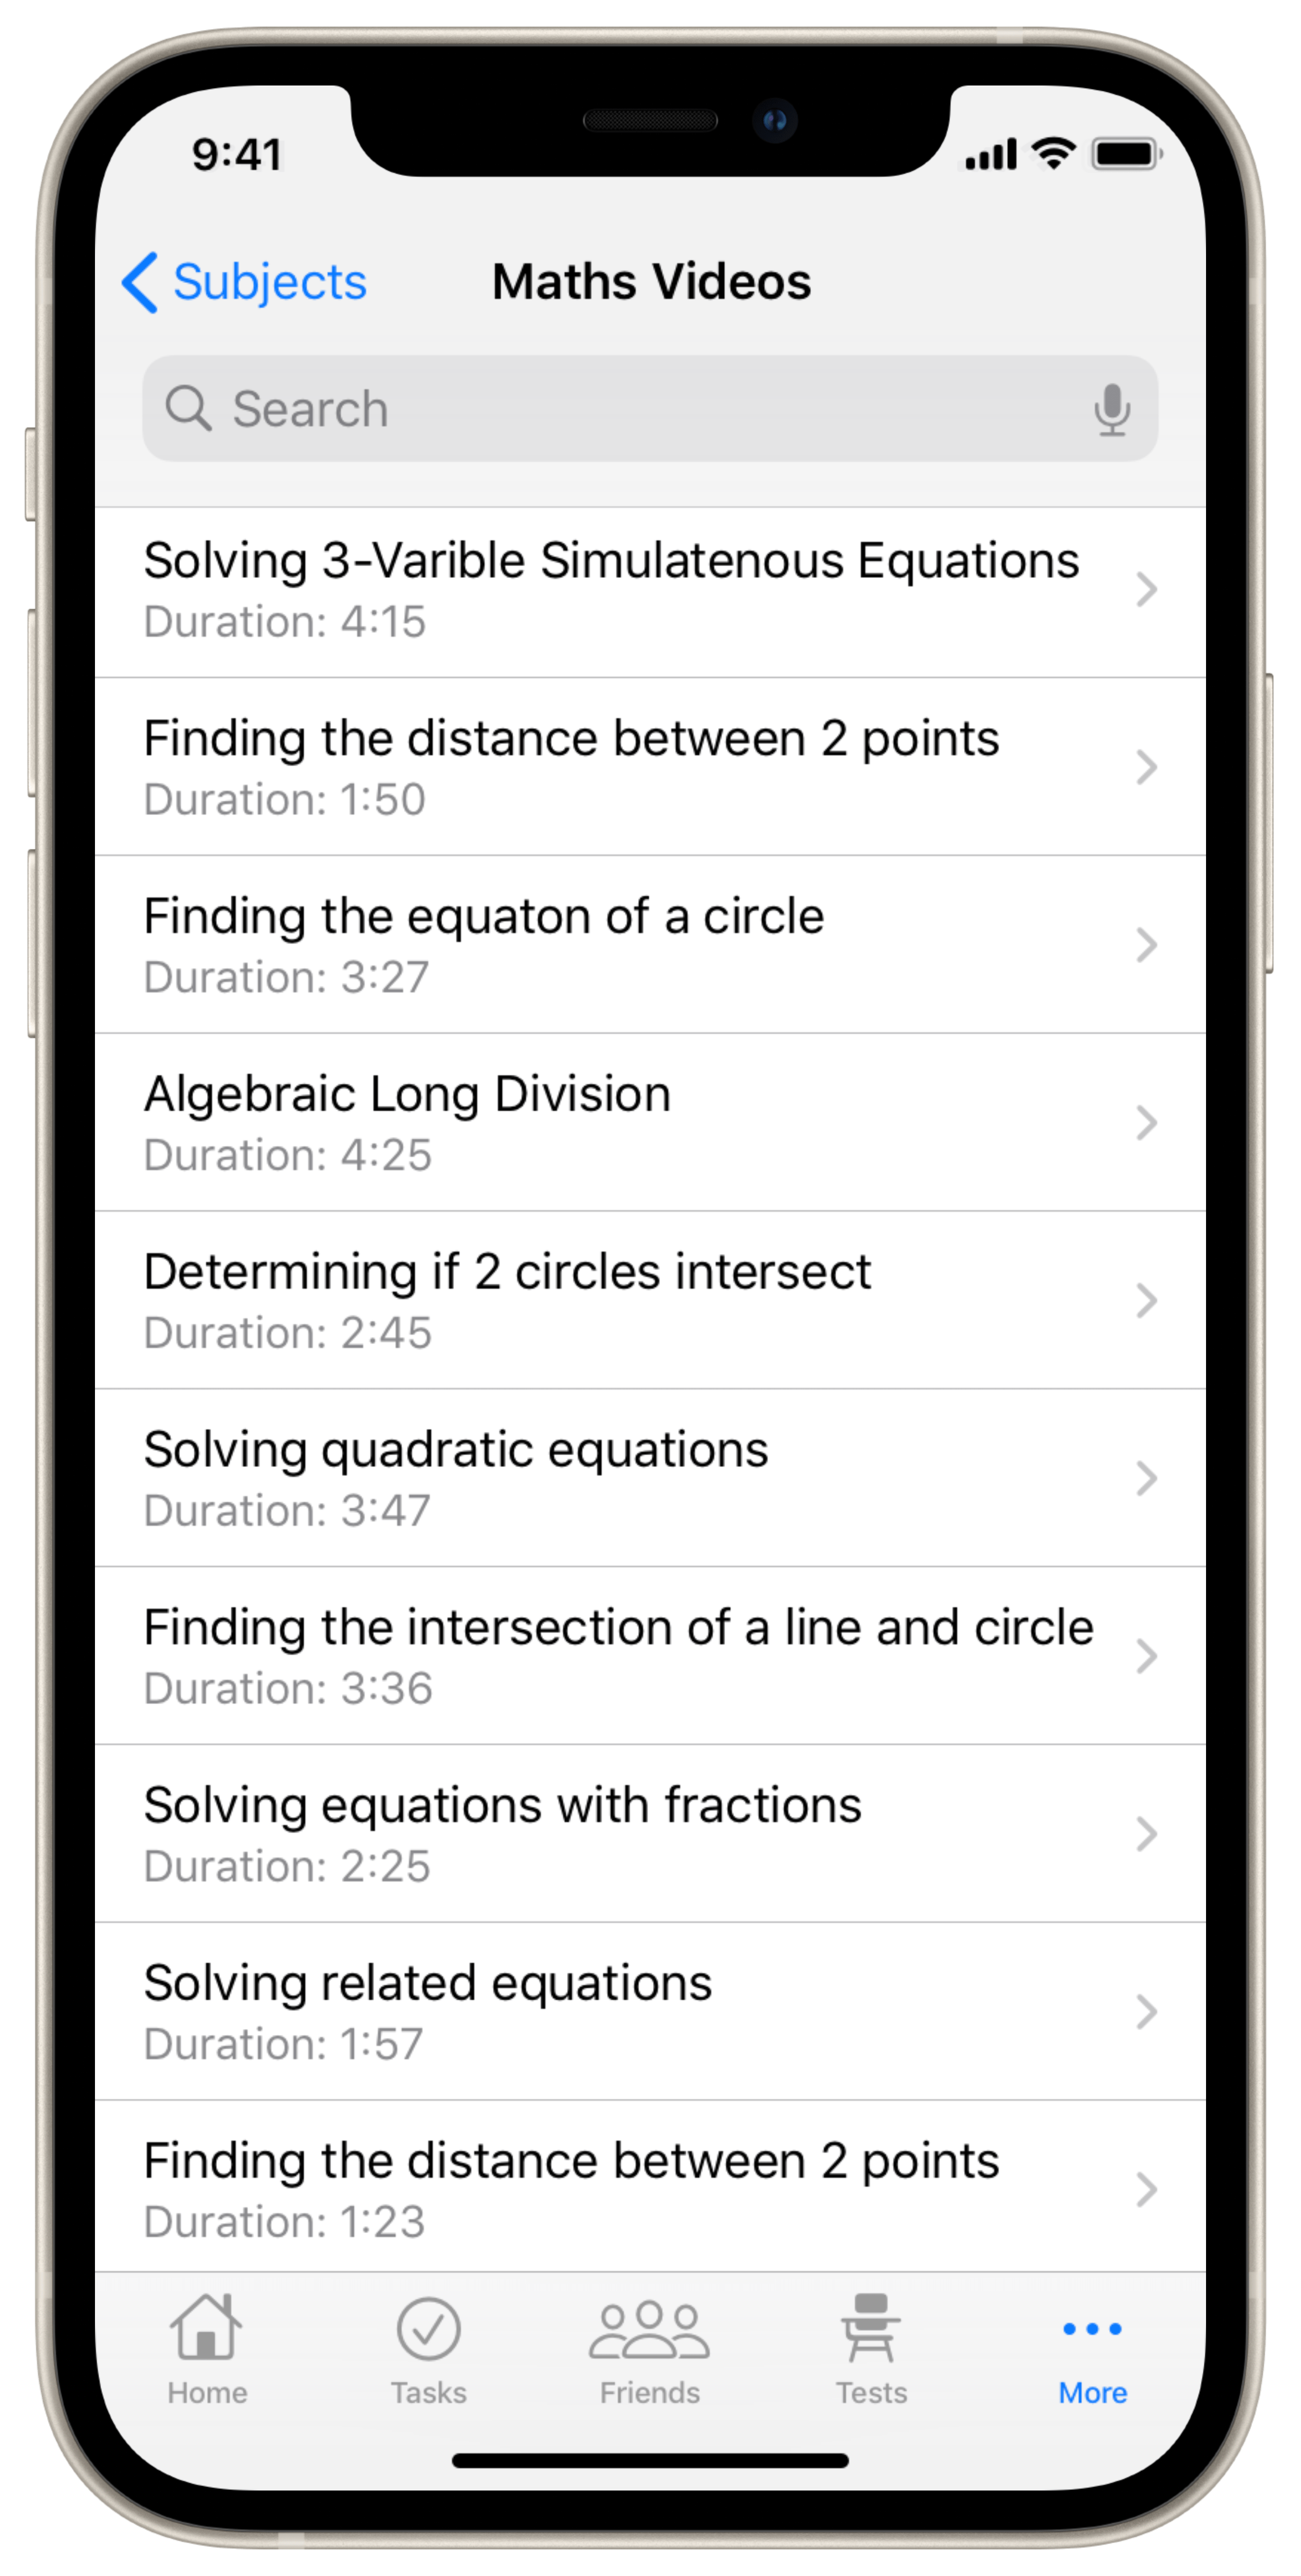 9:41
Subjects
Maths Videos
Search
Solving 3-Varible Simulatenous Equations
Duration: 4:15
Finding the distance between 2 points
Duration: 1:50
Finding the equaton of a circle
Duration: 3:27
Algebraic Long Division
Duration: 4:25
Determining if 2 circles intersect
Duration: 2:45
Solving quadratic equations
Duration: 3:47
Finding the intersection of a line and circle
Duration: 3:36
Solving equations with fractions
Duration: 2:25
Solving related equations
Duration: 1:57
Finding the distance between 2 points
Duration: 1:23
Home Tasks Friends Tests More